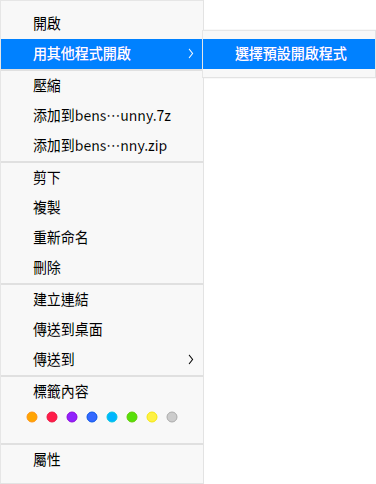 開啟
用其他程式開啟
選擇預設開啟程式
壓縮
添加到bens⋯unny.7z
添加到bens⋯nny.zip
剪下
複製
重新命名
刪除
建立連結
傳送到桌面
傳送到
標籤內容
屬性